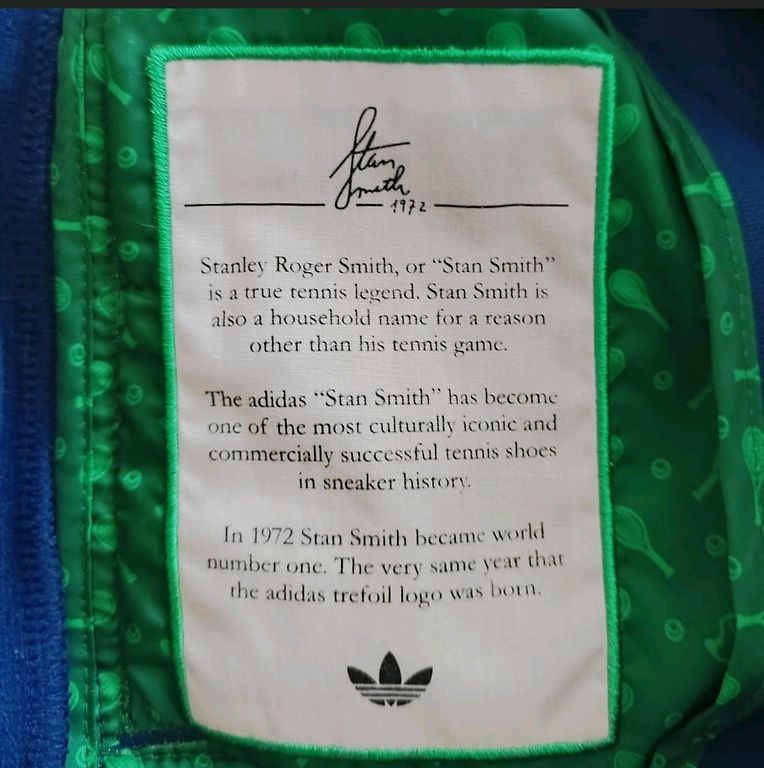 Stan
Smith
1972
Stanley Roger Smith, or “Stan Smith”
is a true tennis legend. Stan Smith is
also a household name for a reason
other than his tennis game.
The adidas “Stan Smith” has become
one of the most culturally iconic and
commercially successful tennis shoes
in sneaker history.
In 1972 Stan Smith became world
number one. The very same year that
the adidas trefoil logo was born.